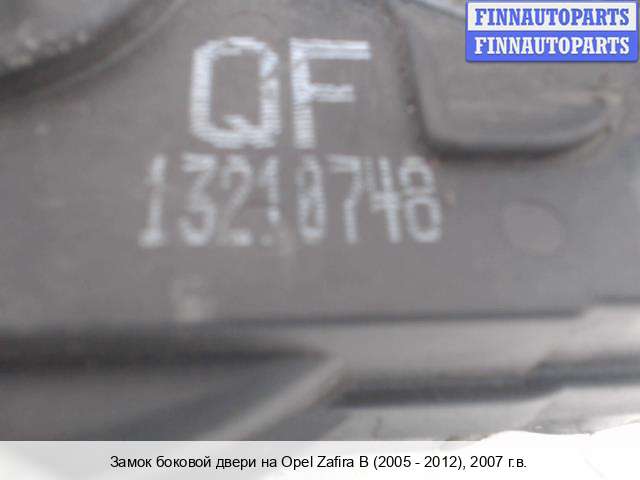 FINNAUTOPARTS
FINNAUTOPARTS
QF
13218748
Замок боковой двери на Opel Zafira B (2005 - 2012), 2007 г.в.